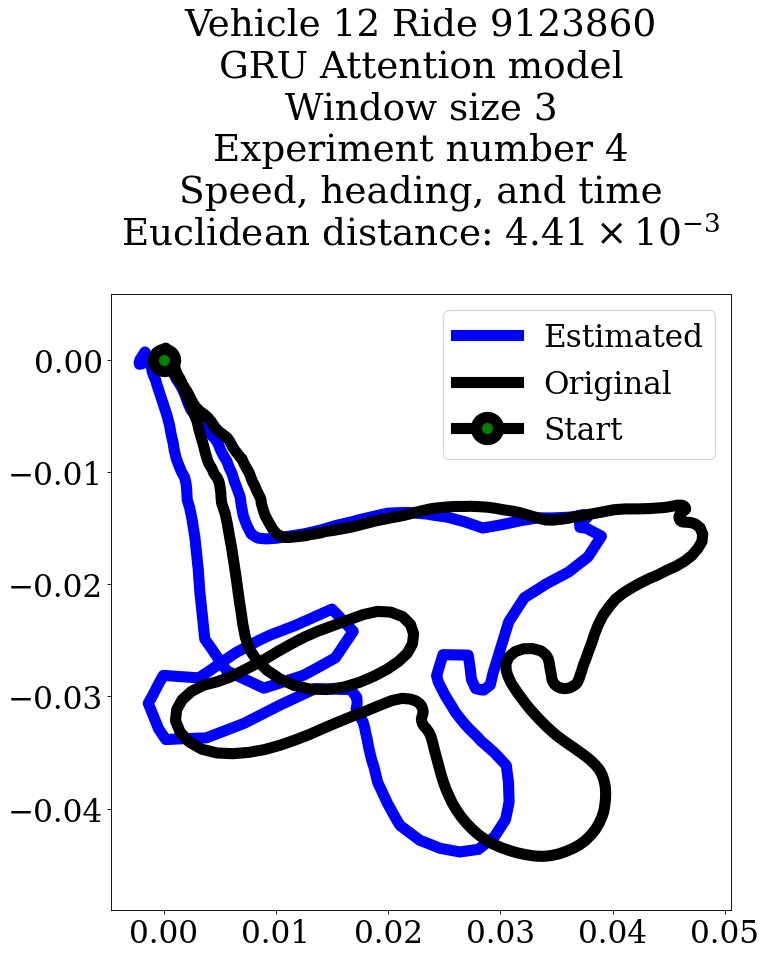 Vehicle 12 Ride 9123860
GRU Attention model
Window size 3
Experiment number 4
Speed, heading, and time
Euclidean distance: 4.41 × 10⁻³
Estimated
Original
Start
0.00
−0.01
−0.02
−0.03
−0.04
0.00 0.01 0.02 0.03 0.04 0.05